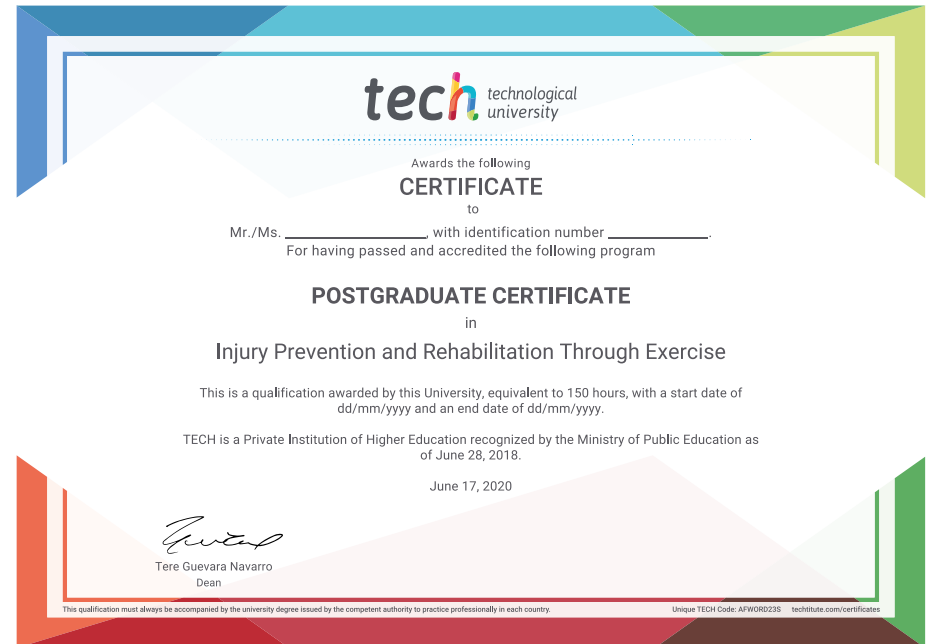 tech technological
university
Awards the following
CERTIFICATE
to
Mr./Ms. ____________, with identification number ____________.
For having passed and accredited the following program
POSTGRADUATE CERTIFICATE
in
Injury Prevention and Rehabilitation Through Exercise
This is a qualification awarded by this University, equivalent to 150 hours, with a start date of
dd/mm/yyyy and an end date of dd/mm/yyyy.
TECH is a Private Institution of Higher Education recognized by the Ministry of Public Education as
of June 28, 2018.
June 17, 2020
Tere Guevara Navarro
Dean
This qualification must always be accompanied by the university degree issued by the competent authority to practice professionally in each country. Unique TECH Code: AFWORD23S techtitute.com/certificates